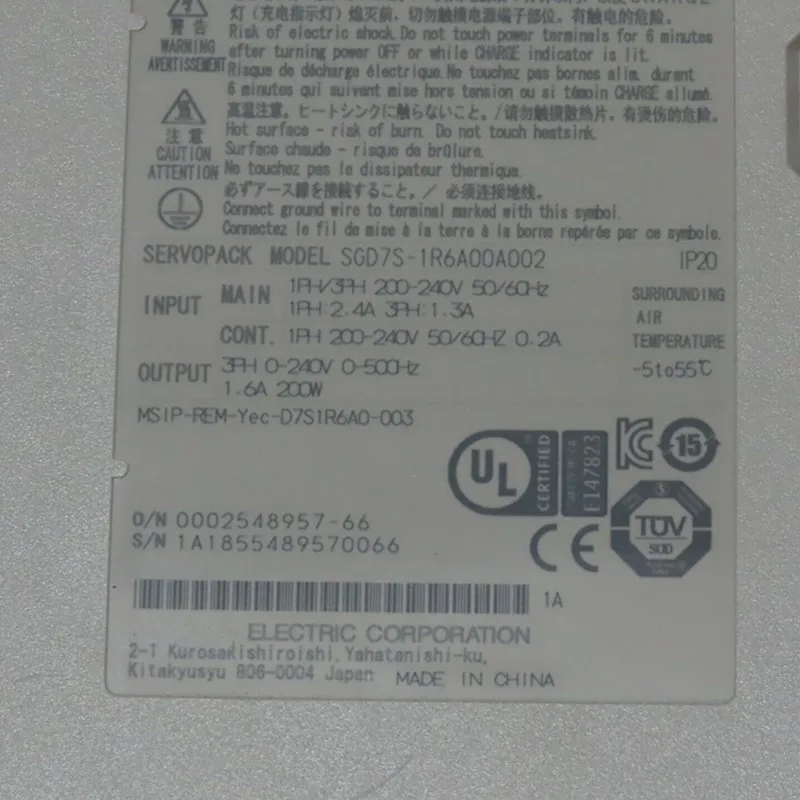 灯（充电指示灯）熄灭前，切勿触摸电源端子部位。有触电的危险。
警 告
WARNING
AVERTISSEMENT
Risk of electric shock. Do not touch power terminals for 6 minutes
after turning power OFF or while CHARGE indicator is lit.
Risque de décharge électrique. Ne touchez pas bornes alim. durant
6 minutes qui suivent mise hors tension ou si témoin CHARGE allumé.
注 意
CAUTION
ATTENTION
高温注意。ヒートシンクに触らないこと。/请勿触摸散热片，有烫伤的危险。
Hot surface - risk of burn. Do not touch heatsink.
Surface chaude - risque de brûlure.
Ne touchez pas le dissipateur thermique.
必ずアース線を接続すること。/ 必须连接地线。
Connect ground wire to terminal marked with this symbol.
Connectez le fil de mise à la terre à la borne repérée par ce symbole.
SERVOPACK MODEL SGD7S-1R6A00A002 IP20
INPUT MAIN 1PH/3PH 200-240V 50/60Hz
1PH:2.4A 3PH:1.3A
CONT. 1PH 200-240V 50/60HZ 0.2A
OUTPUT 3PH 0-240V 0-500Hz
1.6A 200W
SURROUNDING
AIR
TEMPERATURE
-5to55℃
MSIP-REM-Yec-D7S1R6A0-003
UL CERTIFIED
E147823
15
TÜV
SÜD
CE
O/N 0002548957-66
S/N 1A1855489570066
1A
ELECTRIC CORPORATION
2-1 Kurosakishiroishi, Yahatanishi-ku,
Kitakyusyu 806-0004 Japan MADE IN CHINA